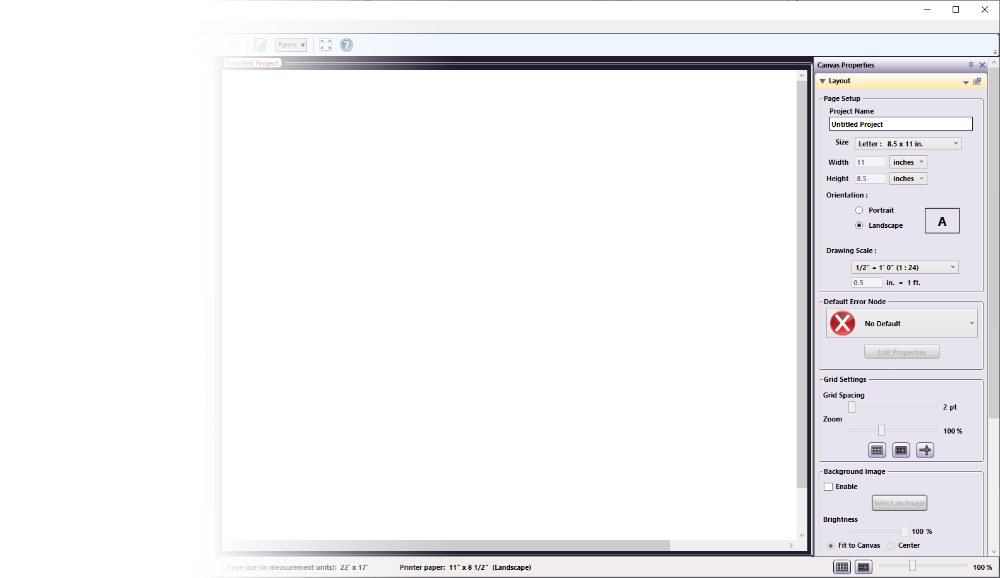 Forms
Untitled Project
Canvas Properties
Layout
Page Setup
Project Name
Untitled Project
Size Letter : 8.5 x 11 in.
Width 11 inches
Height 8.5 inches
Orientation :
Portrait
Landscape
A
Drawing Scale :
1/2" = 1' 0" (1 : 24)
0.5 in. = 1 ft.
Default Error Node
No Default
Edit Properties
Grid Settings
Grid Spacing
2 pt
Zoom
100 %
Background Image
Enable
Select an Image
Brightness
100 %
Fit to Canvas Center
Page size (in measurement units): 22' x 17' Printer paper: 11" x 8 1/2" (Landscape) 100 %